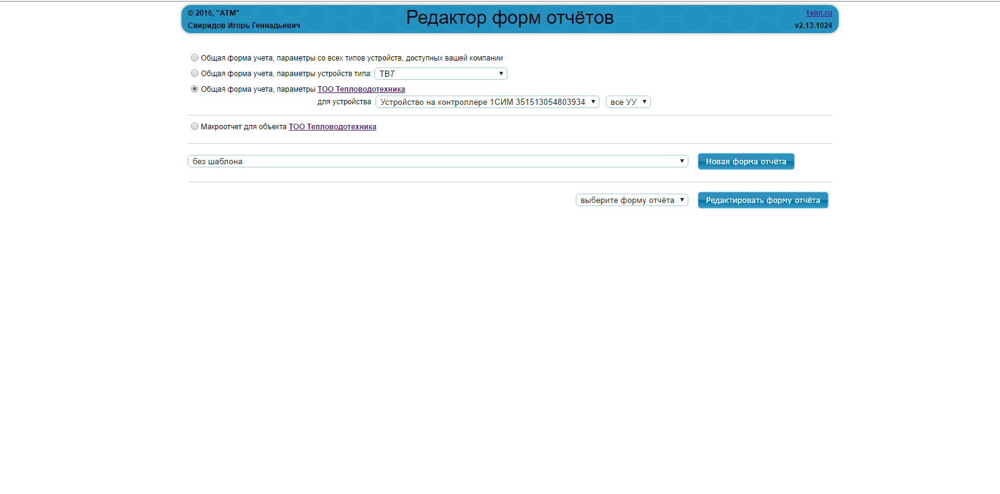 © 2016, "АТМ"
Редактор форм отчётов
1sim.ru
Свиридов Игорь Геннадьевич
v2.13.1024
Общая форма учета, параметры со всех типов устройств, доступных вашей компании
Общая форма учета, параметры устройств типа: ТВ7
Общая форма учета, параметры ТОО Тепловодотехника
для устройства Устройство на контроллере 1СИМ 351513054803934 все УУ
Макроотчет для объекта ТОО Тепловодотехника
без шаблона Новая форма отчёта
выберите форму отчёта Редактировать форму отчёта